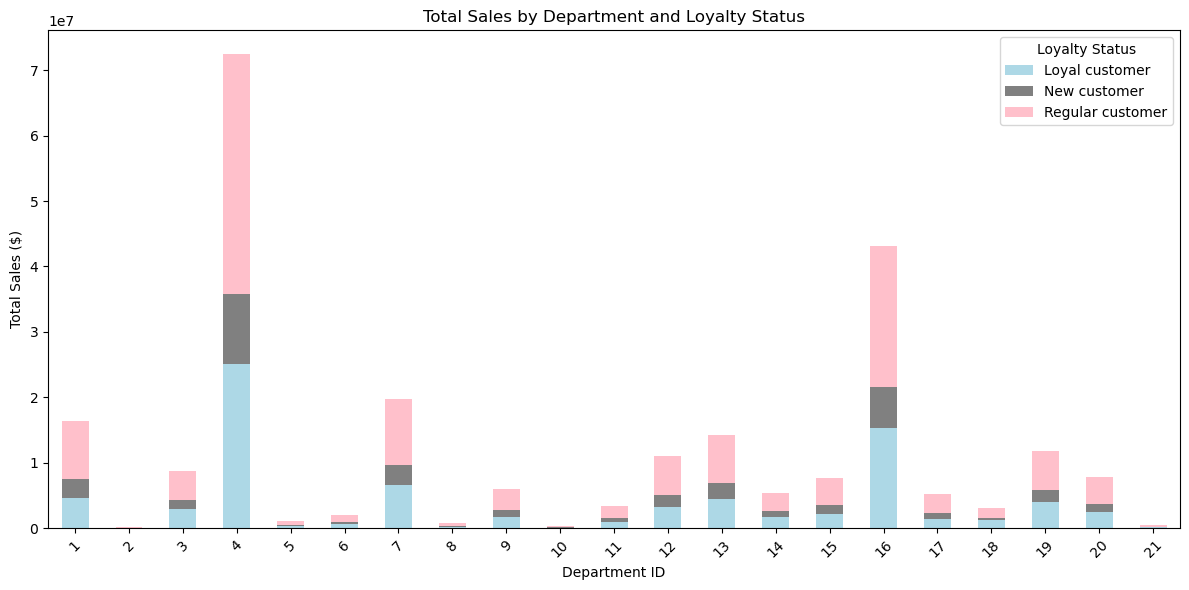 Total Sales by Department and Loyalty Status
1e7
Total Sales ($)
7
6
5
4
3
2
1
0
Loyalty Status
Loyal customer
New customer
Regular customer
1 2 3 4 5 6 7 8 9 10 11 12 13 14 15 16 17 18 19 20 21
Department ID